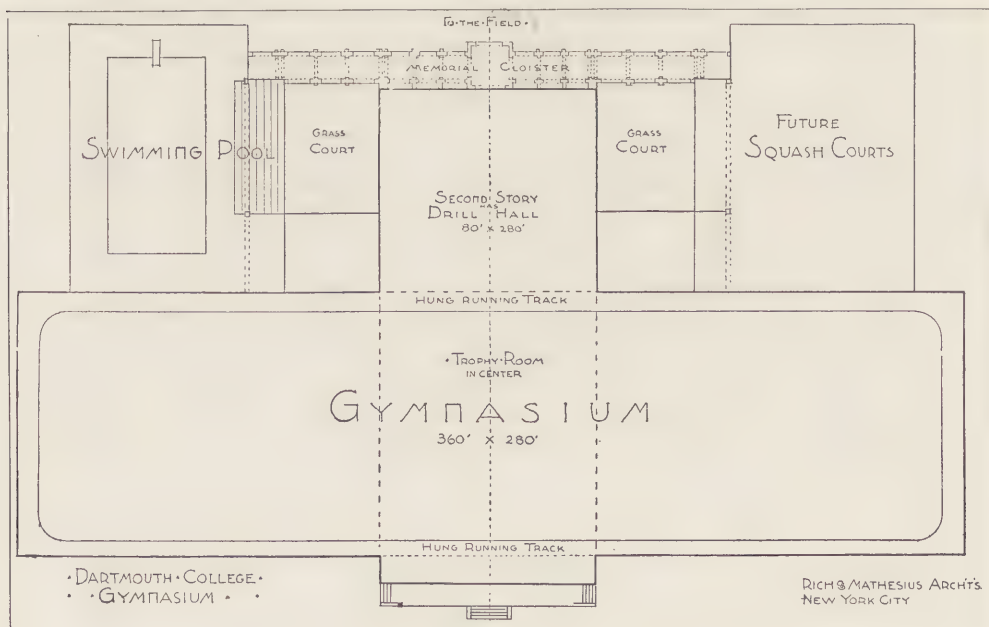 To·the·Field·
Memorial Cloister
Swimming Pool
Grass
Court
Second Story
has
Drill Hall
80' x 280'
Grass
Court
Future
Squash Courts
Hung Running Track
·Trophy·Room
in center
Gymnasium
360' x 280'
Hung Running Track
·Dartmouth·College·
·Gymnasium·
Rich & Mathesius Archt's.
New York City